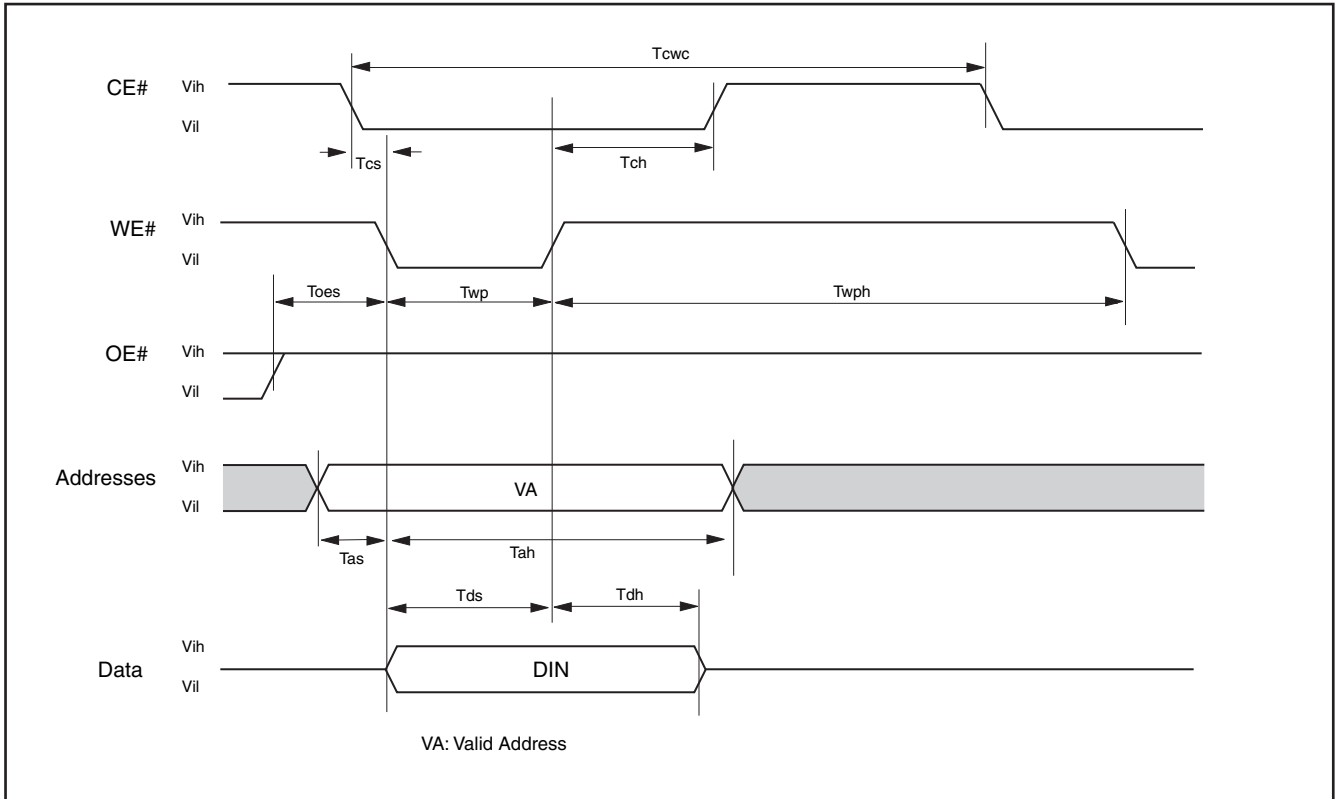 Tcwc
CE#
Vih
Vil
Tcs
Tch
WE#
Vih
Vil
Toes
Twp
Twph
OE#
Vih
Vil
Addresses
Vih
Vil
VA
Tas
Tah
Tds
Tdh
Data
Vih
Vil
DIN
VA: Valid Address